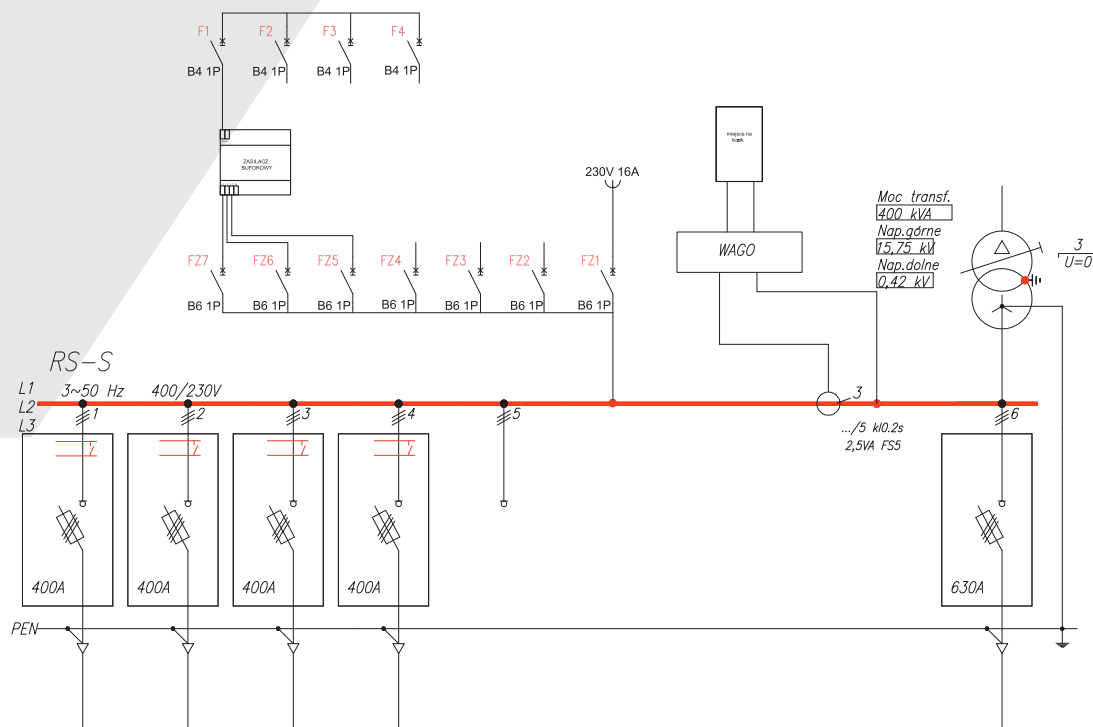 F1 F2 F3 F4
B4 1P B4 1P B4 1P B4 1P
ZASILACZ
BUFOROWY
230V 16A
miejsce na
licznik
WAGO
Moc transf.
400 kVA
Nap.górne
15,75 kV
Nap.dolne
0,42 kV
3
U=0
FZ7 FZ6 FZ5 FZ4 FZ3 FZ2 FZ1
B6 1P B6 1P B6 1P B6 1P B6 1P B6 1P B6 1P
RS-S
L1
L2
L3
3~50 Hz 400/230V
1 2 3 4 5 3 6
.../5 kl0.2s
2,5VA FS5
400A 400A 400A 400A 630A
PEN